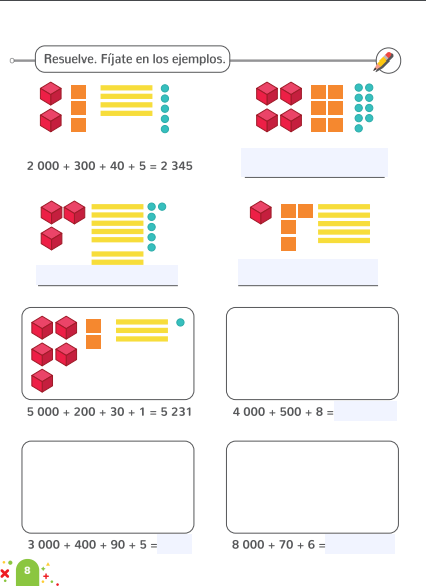 Resuelve. Fíjate en los ejemplos.
2 000 + 300 + 40 + 5 = 2 345
5 000 + 200 + 30 + 1 = 5 231
4 000 + 500 + 8 =
3 000 + 400 + 90 + 5 =
8 000 + 70 + 6 =
8